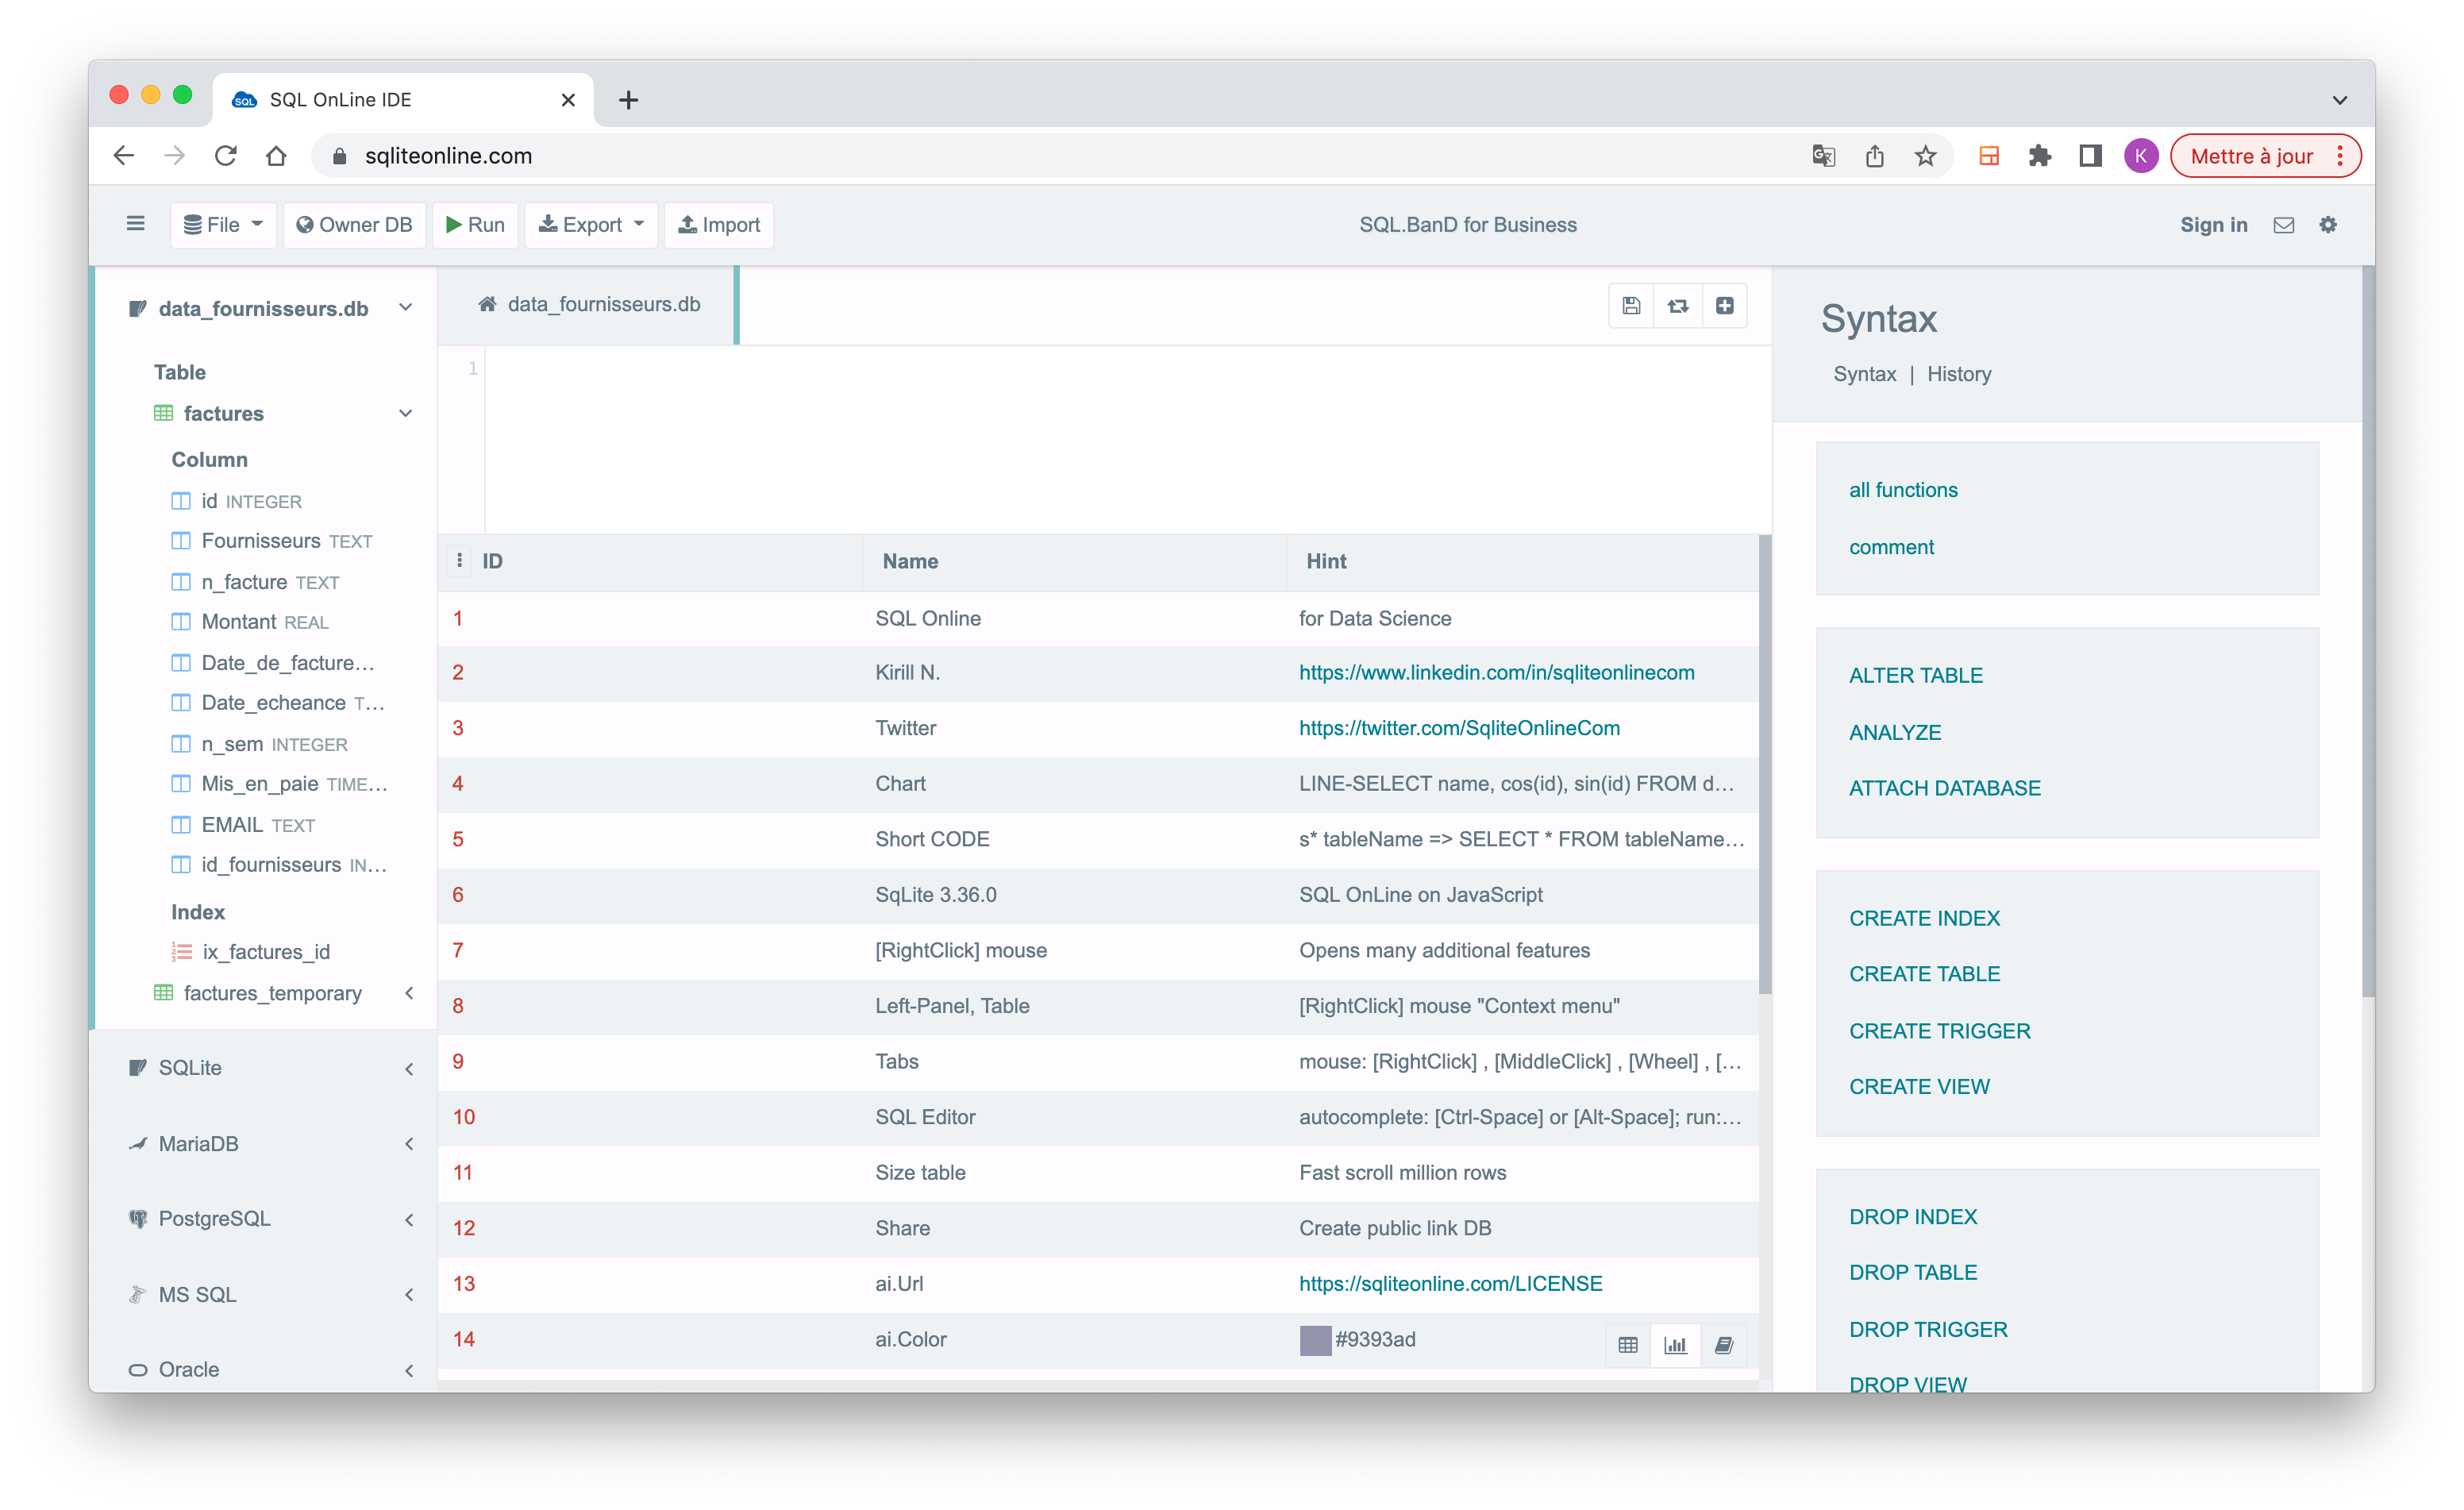 SQL OnLine IDE
sqliteonline.com
K
Mettre à jour
File
Owner DB
Run
Export
Import
SQL.BanD for Business
Sign in
data_fournisseurs.db
Table
factures
Column
id INTEGER
Fournisseurs TEXT
n_facture TEXT
Montant REAL
Date_de_facture...
Date_echeance T...
n_sem INTEGER
Mis_en_paie TIME...
EMAIL TEXT
id_fournisseurs IN...
Index
ix_factures_id
factures_temporary
SQLite
MariaDB
PostgreSQL
MS SQL
Oracle
data_fournisseurs.db
1
ID Name Hint
1 SQL Online for Data Science
2 Kirill N. https://www.linkedin.com/in/sqliteonlinecom
3 Twitter https://twitter.com/SqliteOnlineCom
4 Chart LINE-SELECT name, cos(id), sin(id) FROM d...
5 Short CODE s* tableName => SELECT * FROM tableName...
6 SqLite 3.36.0 SQL OnLine on JavaScript
7 [RightClick] mouse Opens many additional features
8 Left-Panel, Table [RightClick] mouse "Context menu"
9 Tabs mouse: [RightClick] , [MiddleClick] , [Wheel] , [...
10 SQL Editor autocomplete: [Ctrl-Space] or [Alt-Space]; run:...
11 Size table Fast scroll million rows
12 Share Create public link DB
13 ai.Url https://sqliteonline.com/LICENSE
14 ai.Color #9393ad
Syntax
Syntax | History
all functions
comment
ALTER TABLE
ANALYZE
ATTACH DATABASE
CREATE INDEX
CREATE TABLE
CREATE TRIGGER
CREATE VIEW
DROP INDEX
DROP TABLE
DROP TRIGGER
DROP VIEW